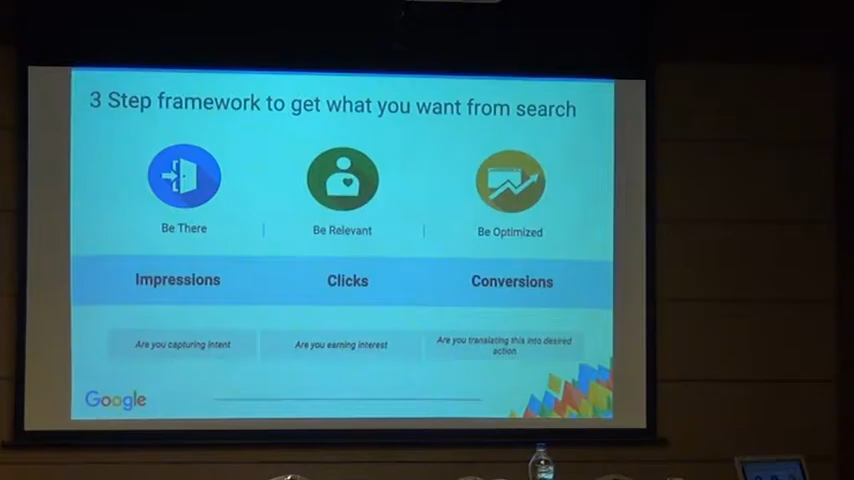 3 Step framework to get what you want from search
Be There
Be Relevant
Be Optimized
Impressions
Clicks
Conversions
Are you capturing intent
Are you earning interest
Are you translating this into desired
action
Google